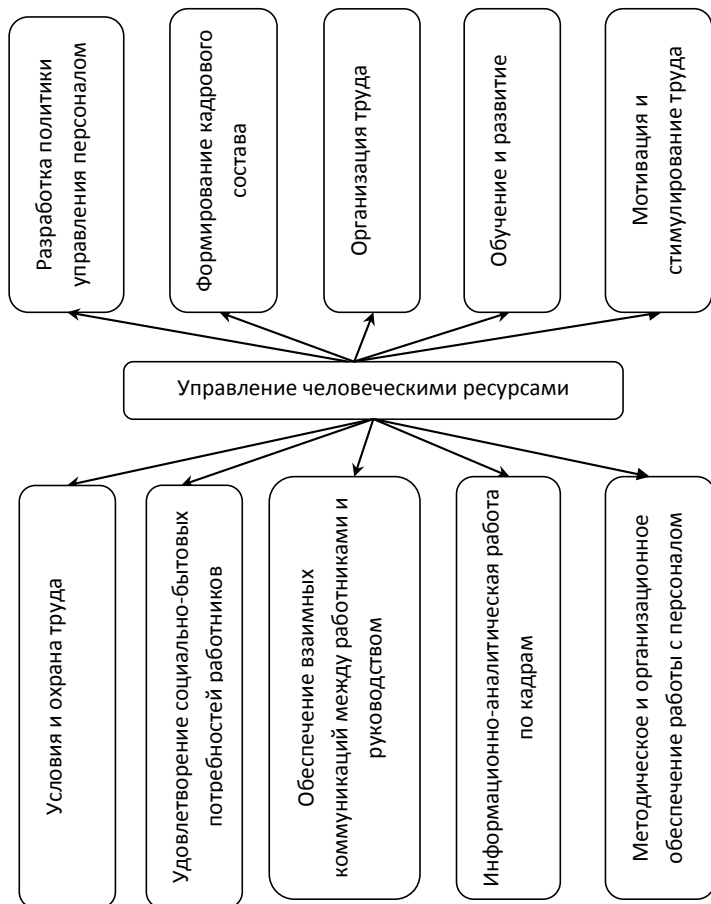 Разработка политики
управления персоналом
Формирование кадрового
состава
Организация труда
Обучение и развитие
Мотивация и
стимулирование труда
Управление человеческими ресурсами
Условия и охрана труда
Удовлетворение социально-бытовых
потребностей работников
Обеспечение взаимных
коммуникаций между работниками и
руководством
Информационно-аналитическая работа
по кадрам
Методическое и организационное
обеспечение работы с персоналом